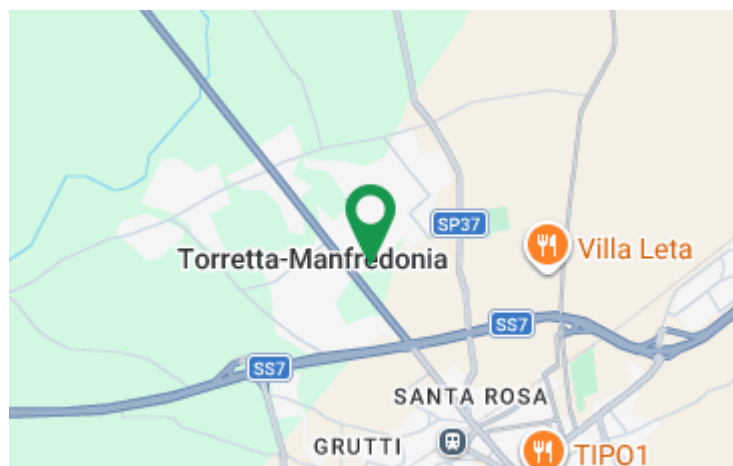 SP37
Villa Leta
Torretta-Manfredonia
SS7
SS7
SANTA ROSA
GRUTTI
TIPO1